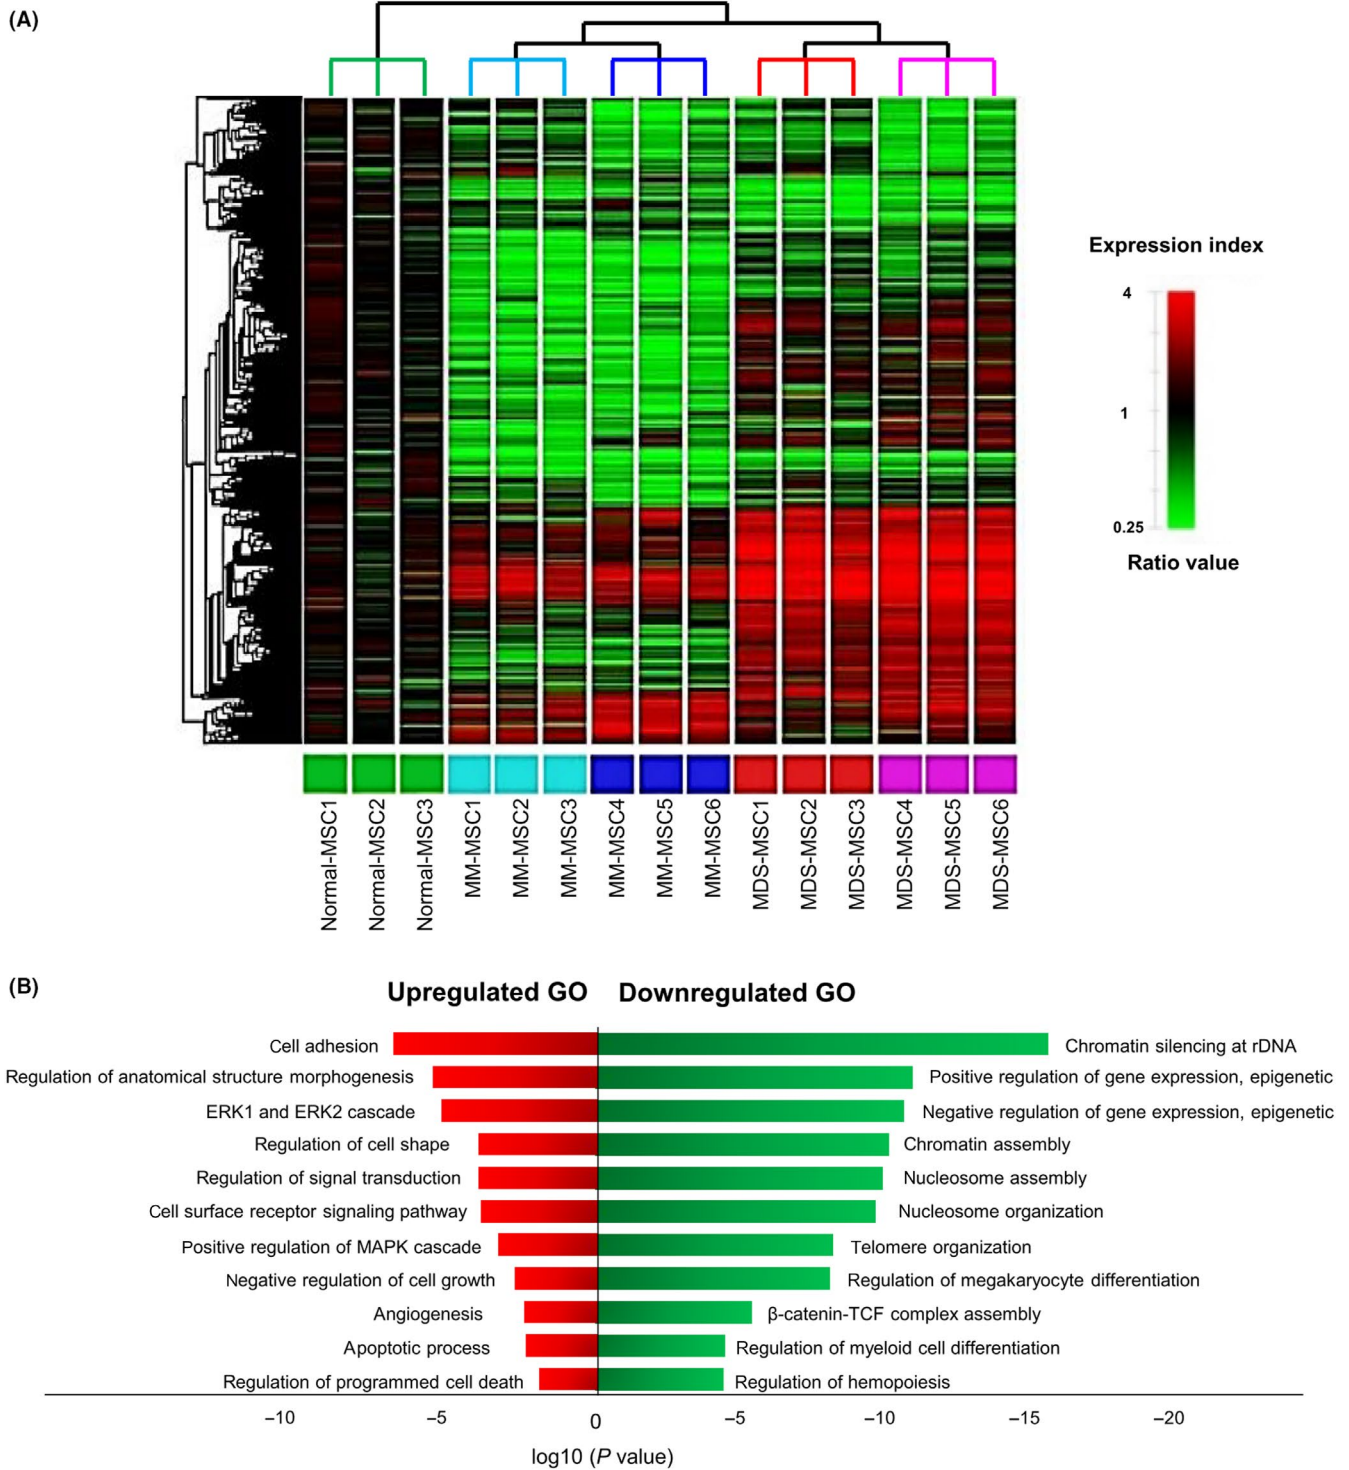 (A)
Expression index
4
1
0.25
Ratio value
Normal-MSC1
Normal-MSC2
Normal-MSC3
MM-MSC1
MM-MSC2
MM-MSC3
MM-MSC4
MM-MSC5
MM-MSC6
MDS-MSC1
MDS-MSC2
MDS-MSC3
MDS-MSC4
MDS-MSC5
MDS-MSC6
(B)
Upregulated GO Downregulated GO
Cell adhesion Chromatin silencing at rDNA
Regulation of anatomical structure morphogenesis Positive regulation of gene expression, epigenetic
ERK1 and ERK2 cascade Negative regulation of gene expression, epigenetic
Regulation of cell shape Chromatin assembly
Regulation of signal transduction Nucleosome assembly
Cell surface receptor signaling pathway Nucleosome organization
Positive regulation of MAPK cascade Telomere organization
Negative regulation of cell growth Regulation of megakaryocyte differentiation
Angiogenesis β-catenin-TCF complex assembly
Apoptotic process Regulation of myeloid cell differentiation
Regulation of programmed cell death Regulation of hemopoiesis
–10 –5 0 –5 –10 –15 –20
log10 (P value)